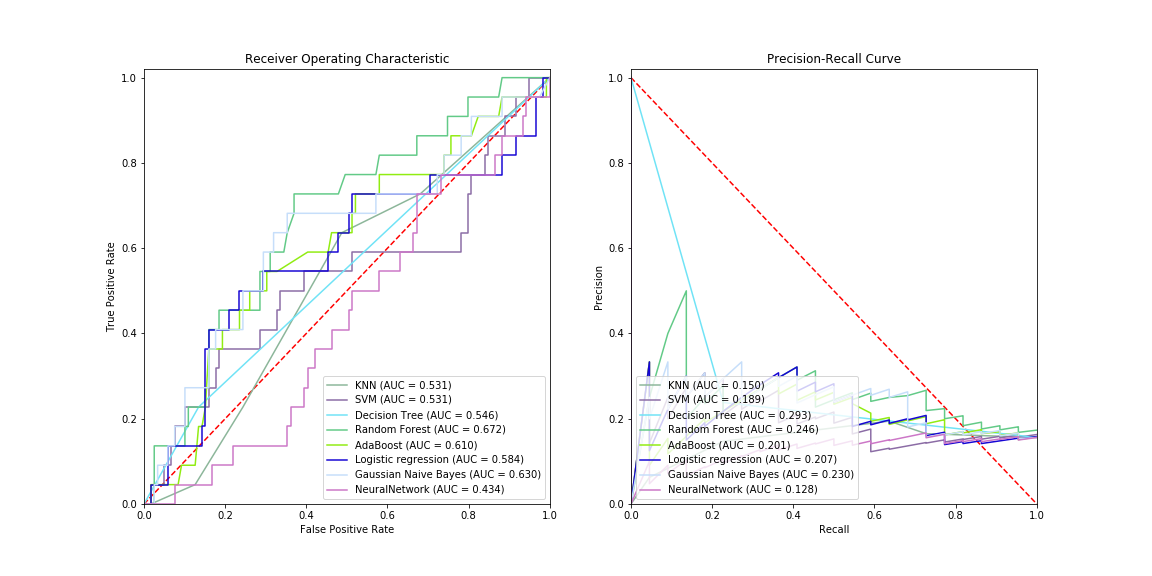 Receiver Operating Characteristic
True Positive Rate
1.0
0.8
0.6
0.4
0.2
0.0
KNN (AUC = 0.531)
SVM (AUC = 0.531)
Decision Tree (AUC = 0.546)
Random Forest (AUC = 0.672)
AdaBoost (AUC = 0.610)
Logistic regression (AUC = 0.584)
Gaussian Naive Bayes (AUC = 0.630)
NeuralNetwork (AUC = 0.434)
0.0 0.2 0.4 0.6 0.8 1.0
False Positive Rate
Precision-Recall Curve
Precision
1.0
0.8
0.6
0.4
0.2
0.0
KNN (AUC = 0.150)
SVM (AUC = 0.189)
Decision Tree (AUC = 0.293)
Random Forest (AUC = 0.246)
AdaBoost (AUC = 0.201)
Logistic regression (AUC = 0.207)
Gaussian Naive Bayes (AUC = 0.230)
NeuralNetwork (AUC = 0.128)
0.0 0.2 0.4 0.6 0.8 1.0
Recall